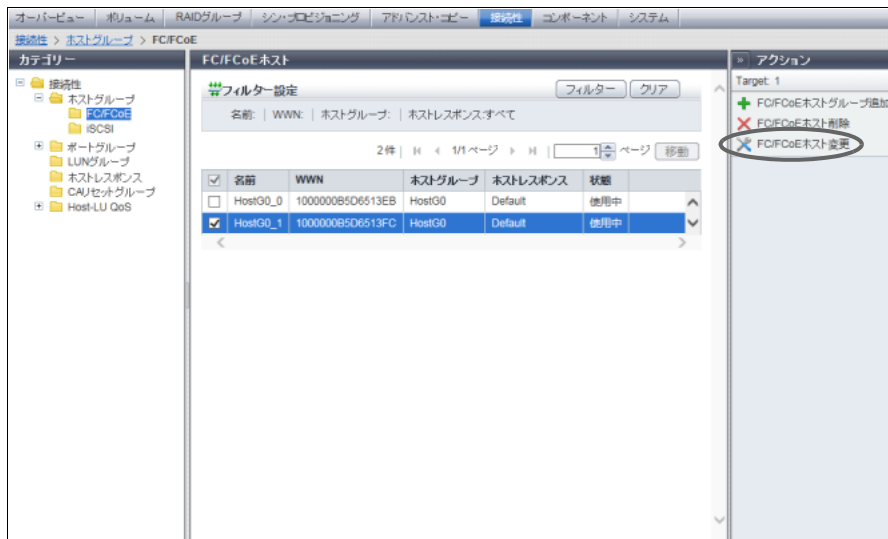 オーバービュー ボリューム RAIDグループ シン・プロビジョニング アドバンスト・コピー 接続性 コンポーネント システム
接続性 > ホストグループ > FC/FCoE
カテゴリー
接続性
ホストグループ
FC/FCoE
iSCSI
ポートグループ
LUNグループ
ホストレスポンス
CAUセットグループ
Host-LU QoS
FC/FCoEホスト
フィルター設定 フィルター クリア
名前: | WWN: | ホストグループ: | ホストレスポンス:すべて
2件 | 1/1 ページ | 1 ページ 移動
名前 WWN ホストグループ ホストレスポンス 状態
HostG0_0 1000000B5D6513EB HostG0 Default 使用中
HostG0_1 1000000B5D6513FC HostG0 Default 使用中
» アクション
Target: 1
FC/FCoEホストグループ追加
FC/FCoEホスト削除
FC/FCoEホスト変更